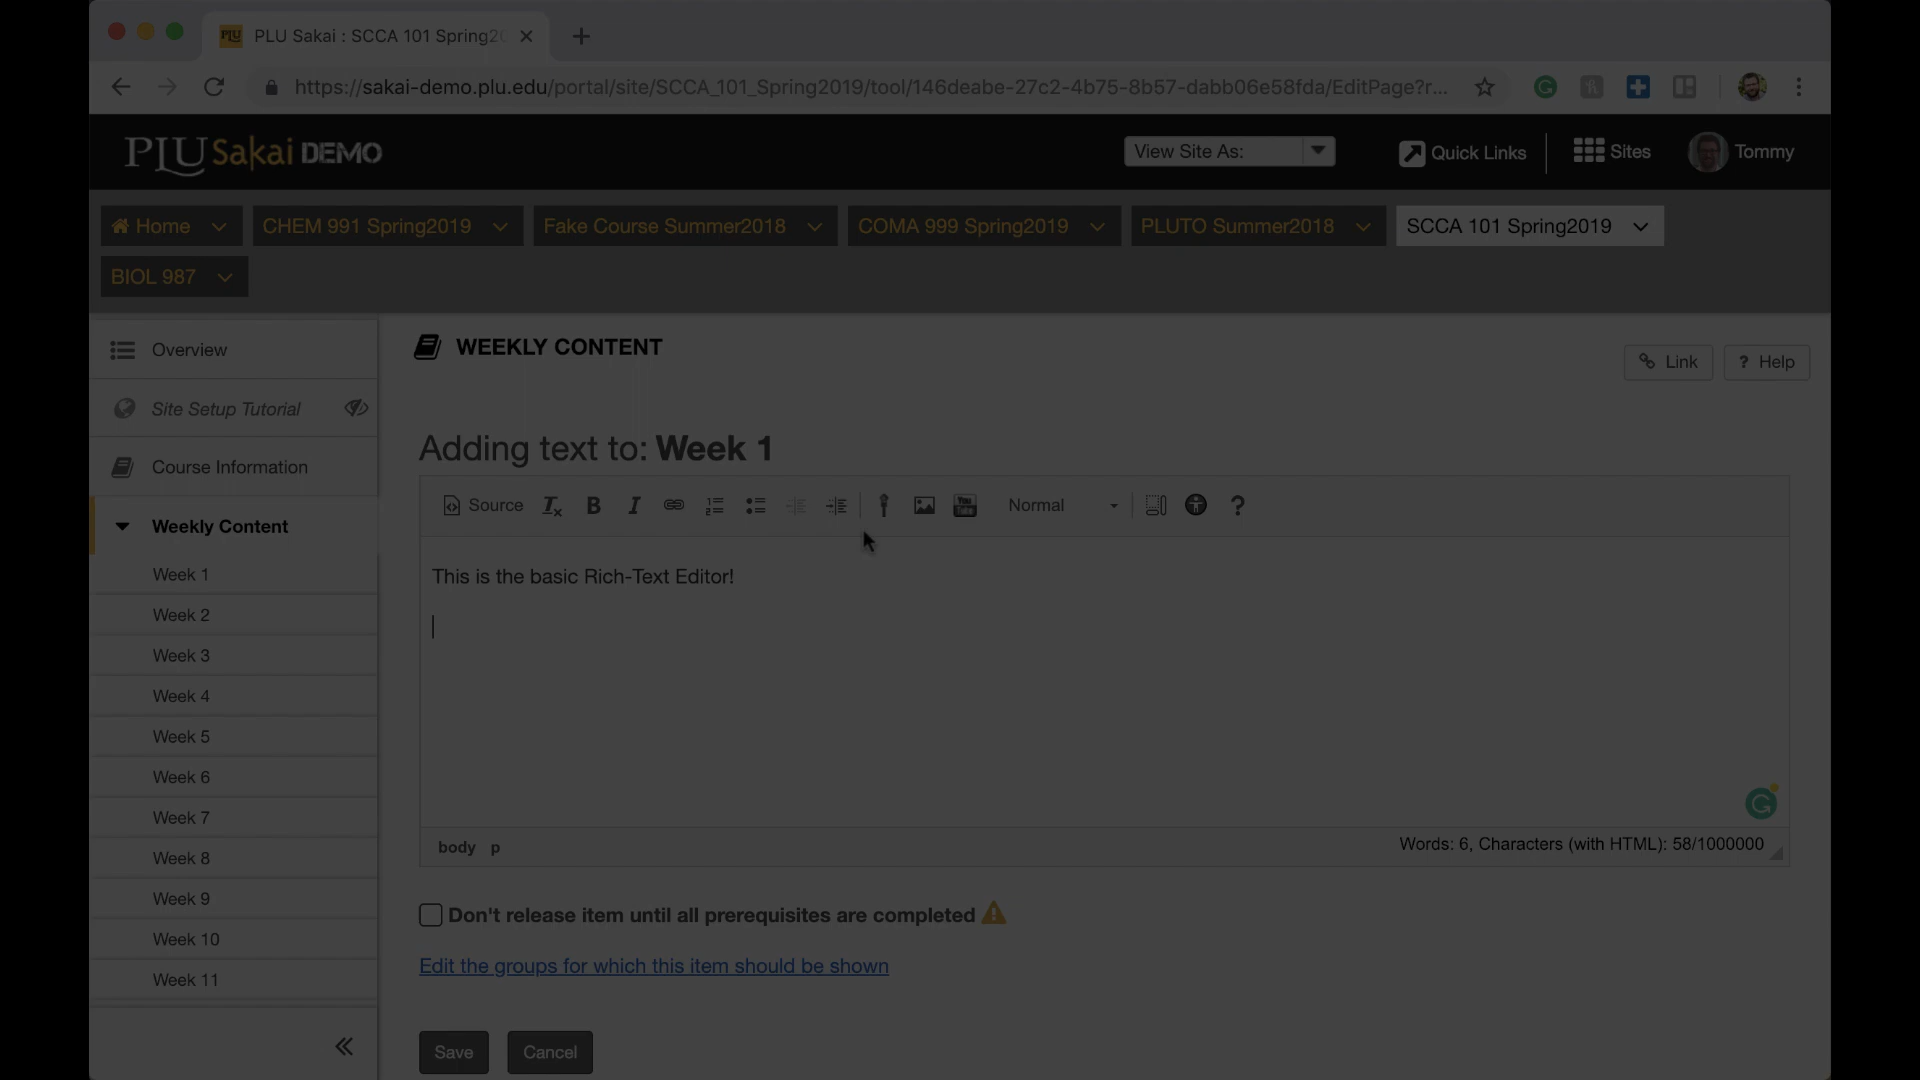 PLU Sakai : SCCA 101 Spring20
https://sakai-demo.plu.edu/portal/site/SCCA_101_Spring2019/tool/146deabe-27c2-4b75-8b57-dabb06e58fda/EditPage?r...
PLU Sakai DEMO
View Site As:
Quick Links
Sites
Tommy
Home
CHEM 991 Spring2019
Fake Course Summer2018
COMA 999 Spring2019
PLUTO Summer2018
SCCA 101 Spring2019
BIOL 987
Overview
Site Setup Tutorial
Course Information
Weekly Content
Week 1
Week 2
Week 3
Week 4
Week 5
Week 6
Week 7
Week 8
Week 9
Week 10
Week 11
WEEKLY CONTENT
Link
? Help
Adding text to: Week 1
Source
B
I
You Tube
Normal
?
This is the basic Rich-Text Editor!
body p
Words: 6, Characters (with HTML): 58/1000000
Don't release item until all prerequisites are completed
Edit the groups for which this item should be shown
Save
Cancel